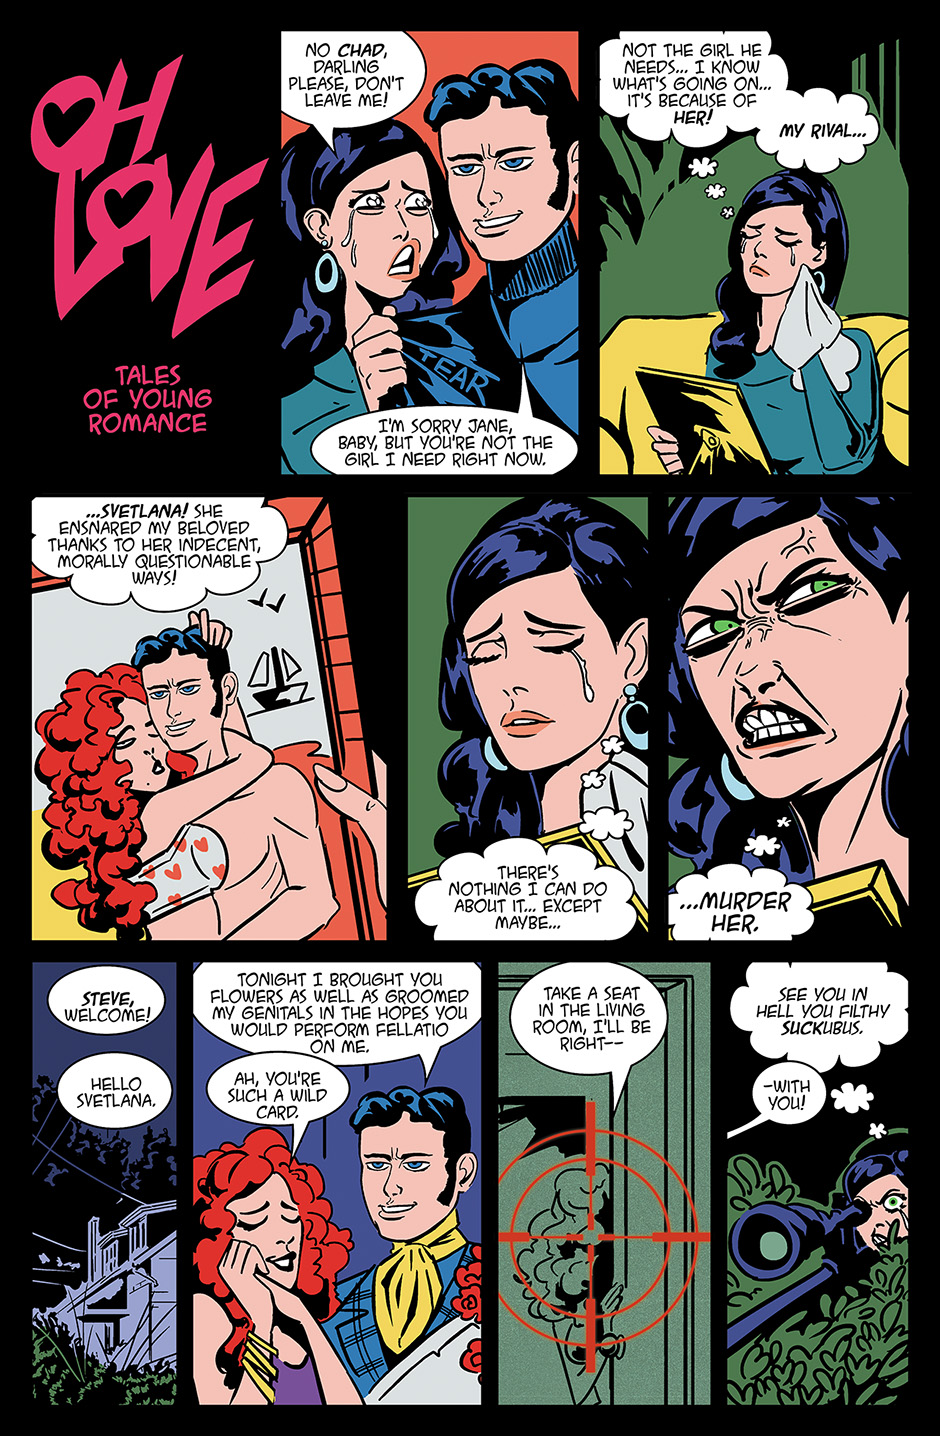 OH
LOVE
TALES
OF YOUNG
ROMANCE
NO CHAD,
DARLING
PLEASE, DON'T
LEAVE ME!
TEAR
I'M SORRY JANE,
BABY, BUT YOU'RE NOT THE
GIRL I NEED RIGHT NOW.
NOT THE GIRL HE
NEEDS... I KNOW
WHAT'S GOING ON...
IT'S BECAUSE OF
HER!
MY RIVAL...
...SVETLANA! SHE
ENSNARED MY BELOVED
THANKS TO HER INDECENT,
MORALLY QUESTIONABLE
WAYS!
THERE'S
NOTHING I CAN DO
ABOUT IT... EXCEPT
MAYBE...
...MURDER
HER.
STEVE,
WELCOME!
HELLO
SVETLANA.
TONIGHT I BROUGHT YOU
FLOWERS AS WELL AS GROOMED
MY GENITALS IN THE HOPES YOU
WOULD PERFORM FELLATIO
ON ME.
AH, YOU'RE
SUCH A WILD
CARD.
TAKE A SEAT
IN THE LIVING
ROOM, I'LL BE
RIGHT--
SEE YOU IN
HELL YOU FILTHY
SUCKUBUS.
-WITH
YOU!